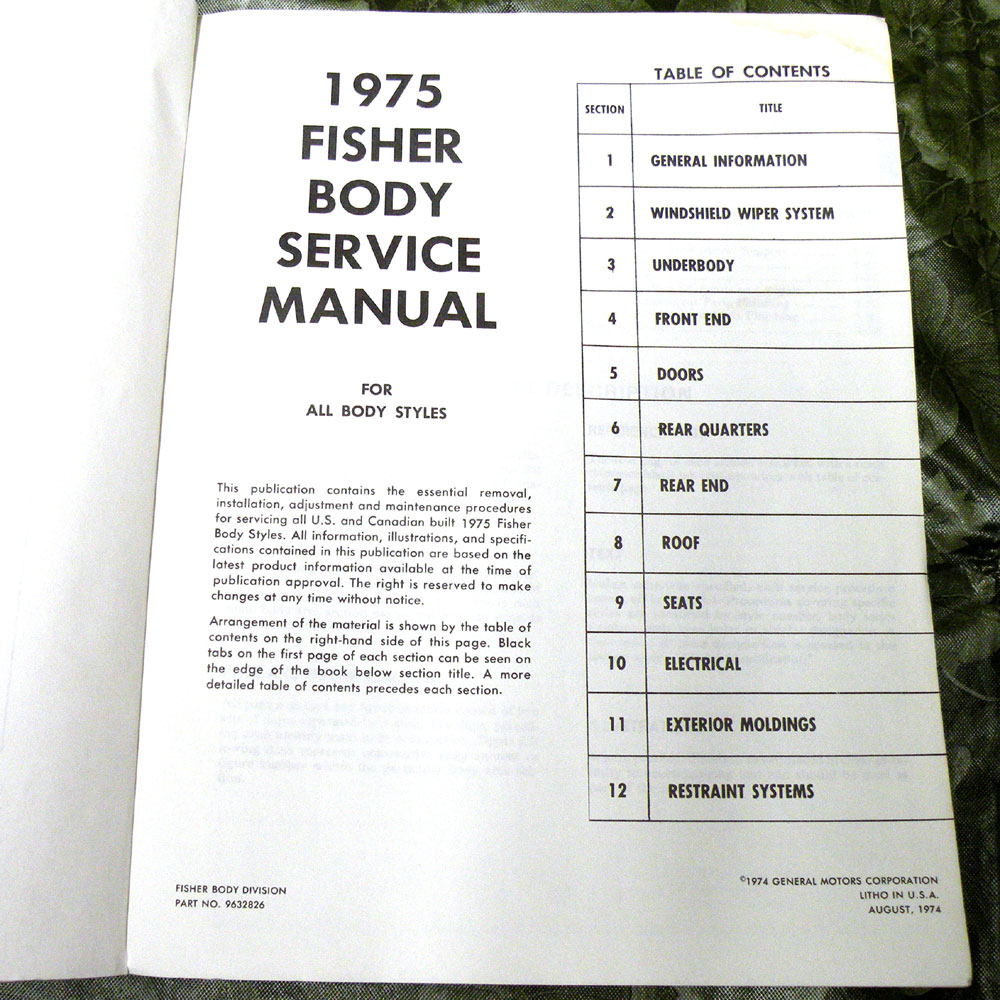 1975
FISHER
BODY
SERVICE
MANUAL
FOR
ALL BODY STYLES
This publication contains the essential removal,
installation, adjustment and maintenance procedures
for servicing all U.S. and Canadian built 1975 Fisher
Body Styles. All information, illustrations, and specifi-
cations contained in this publication are based on the
latest product information available at the time of
publication approval. The right is reserved to make
changes at any time without notice.
Arrangement of the material is shown by the table of
contents on the right-hand side of this page. Black
tabs on the first page of each section can be seen on
the edge of the book below section title. A more
detailed table of contents precedes each section.
FISHER BODY DIVISION
PART NO. 9632826
TABLE OF CONTENTS
SECTION TITLE
1 GENERAL INFORMATION
2 WINDSHIELD WIPER SYSTEM
3 UNDERBODY
4 FRONT END
5 DOORS
6 REAR QUARTERS
7 REAR END
8 ROOF
9 SEATS
10 ELECTRICAL
11 EXTERIOR MOLDINGS
12 RESTRAINT SYSTEMS
©1974 GENERAL MOTORS CORPORATION
LITHO IN U.S.A.
AUGUST, 1974